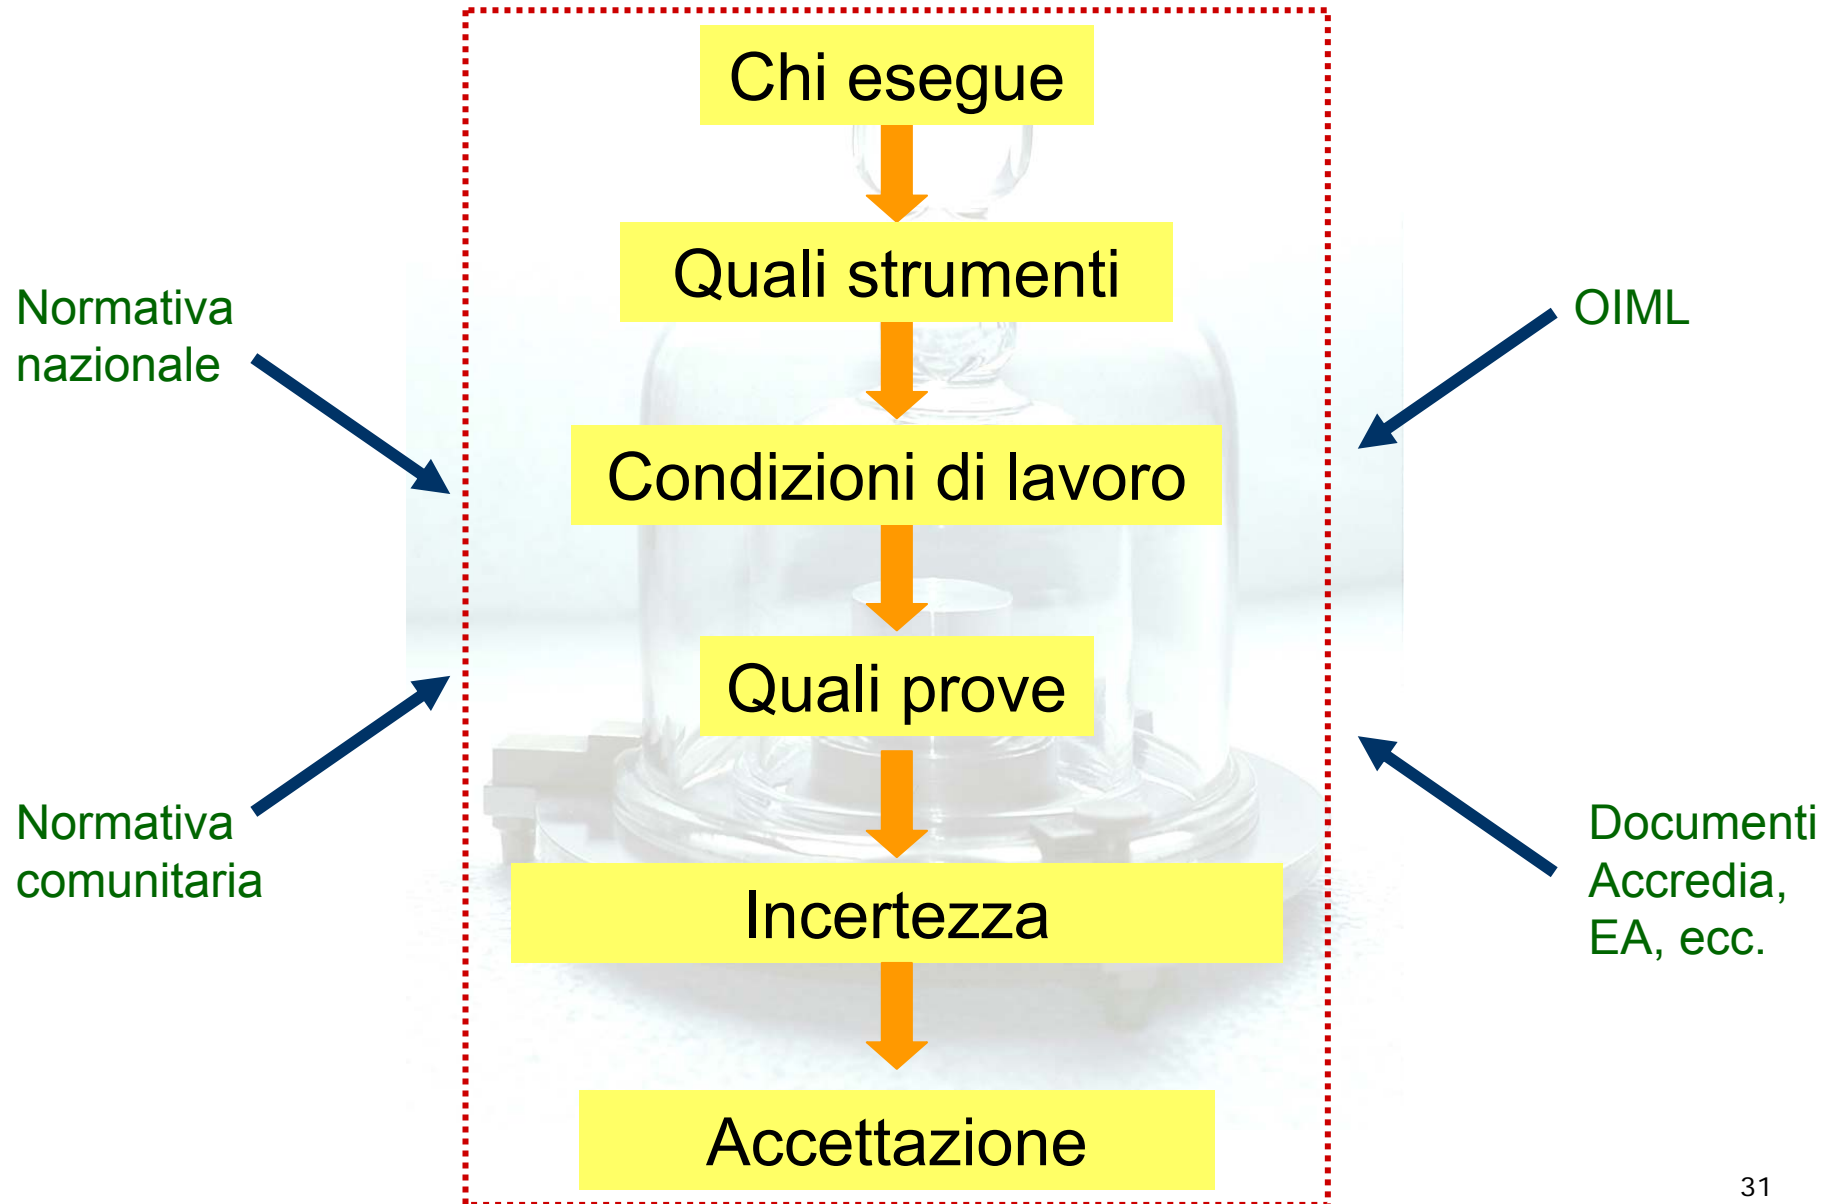 Chi esegue
Quali strumenti
Condizioni di lavoro
Quali prove
Incertezza
Accettazione
Normativa
nazionale
Normativa
comunitaria
OIML
Documenti
Accredia,
EA, ecc.
31